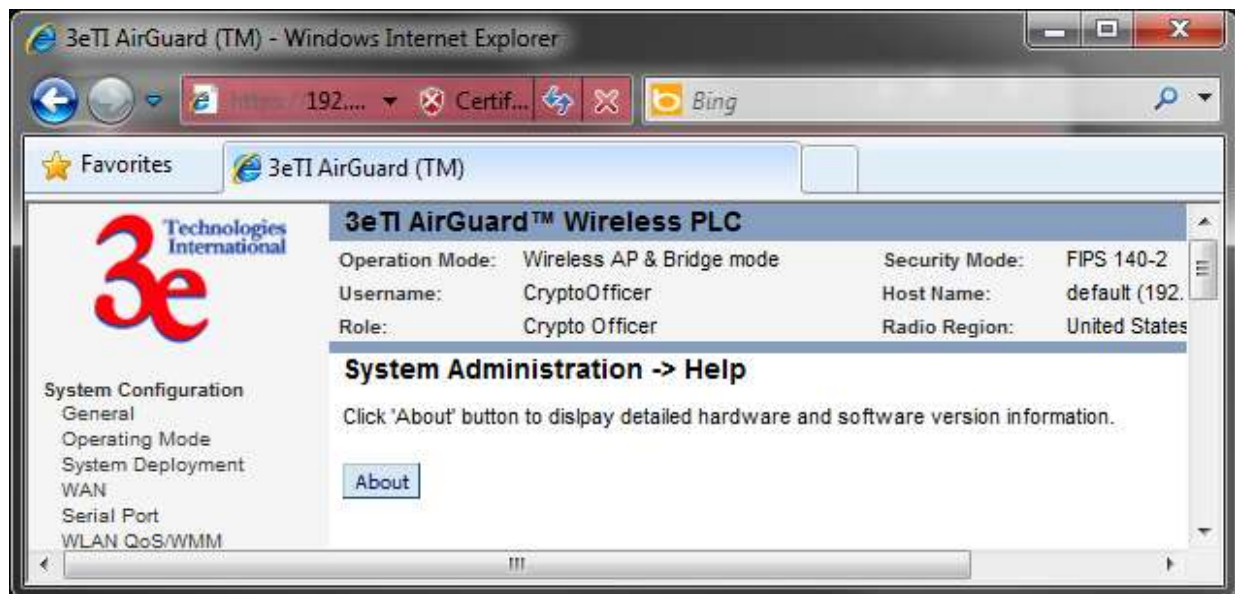 3eTI AirGuard (TM) - Windows Internet Explorer
https://192.... Certif... Bing
Favorites 3eTI AirGuard (TM)
3e Technologies International
3eTI AirGuard™ Wireless PLC
Operation Mode: Wireless AP & Bridge mode Security Mode: FIPS 140-2
Username: CryptoOfficer Host Name: default (192.
Role: Crypto Officer Radio Region: United States
System Administration -> Help
Click 'About' button to dislpay detailed hardware and software version information.
About
System Configuration
General
Operating Mode
System Deployment
WAN
Serial Port
WLAN QoS/WMM